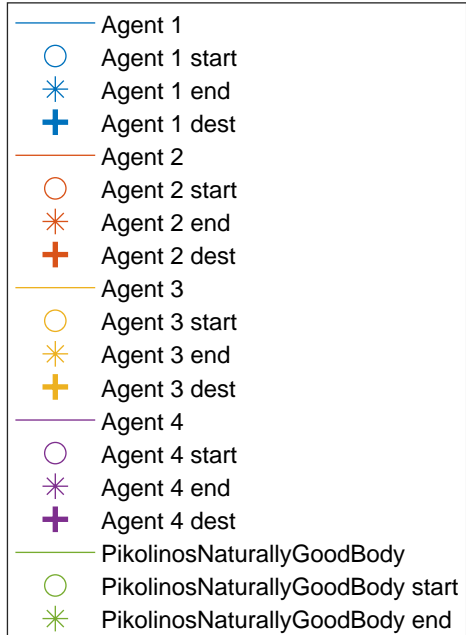 Agent 1
Agent 1 start
Agent 1 end
Agent 1 dest
Agent 2
Agent 2 start
Agent 2 end
Agent 2 dest
Agent 3
Agent 3 start
Agent 3 end
Agent 3 dest
Agent 4
Agent 4 start
Agent 4 end
Agent 4 dest
PikolinosNaturallyGoodBody
PikolinosNaturallyGoodBody start
PikolinosNaturallyGoodBody end